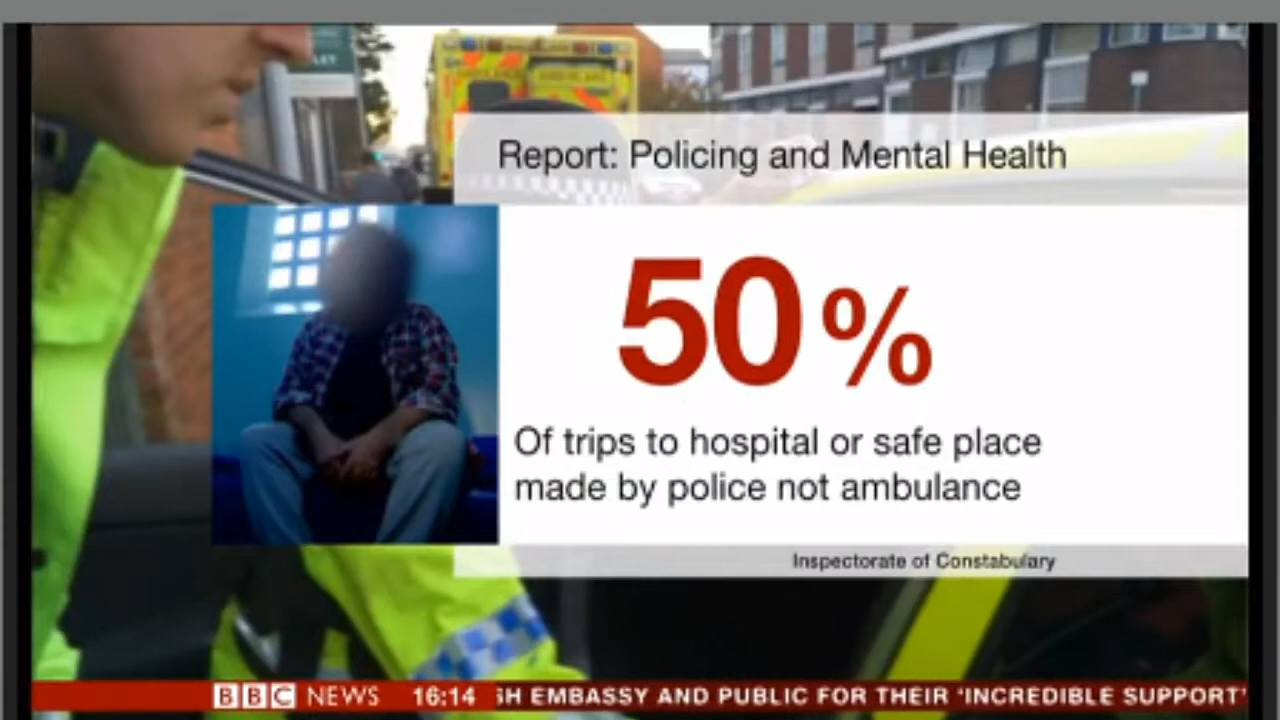 Report: Policing and Mental Health
50%
Of trips to hospital or safe place
made by police not ambulance
Inspectorate of Constabulary
BBC NEWS 16:14 SH EMBASSY AND PUBLIC FOR THEIR 'INCREDIBLE SUPPORT'